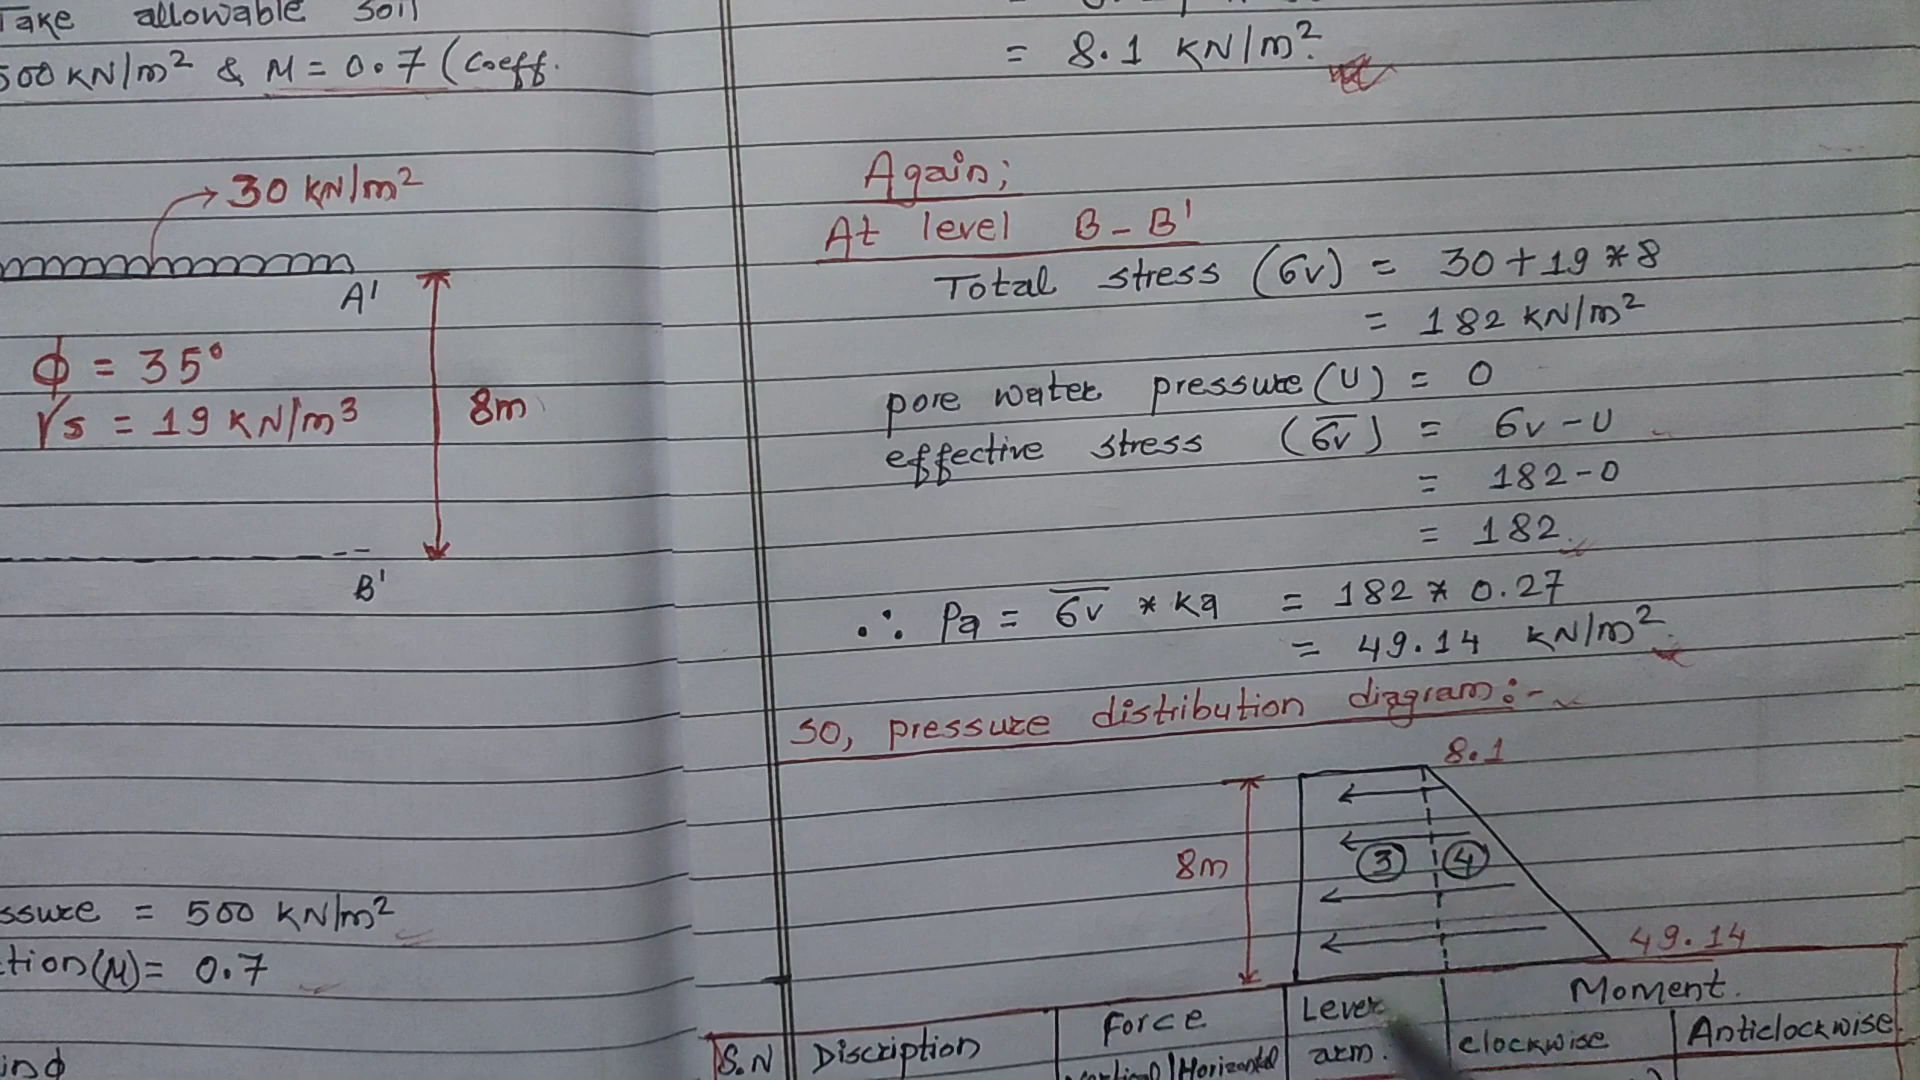 Take allowable soil
500 KN/m² & M = 0.7 (Coeff.
30 KN/m²
A'
ϕ = 35°
γs = 19 KN/m³
8m
B'
ssure = 500 KN/m²
tion (μ) = 0.7
inϕ
= 8.1 KN/m².
Again;
At level B-B'
Total stress (σv) = 30+19*8
= 182 KN/m²
pore water pressure (U) = 0
effective stress (σ̅v̅) = σv-U
= 182-0
= 182.
∴ Pa = σ̅v̅ * Ka = 182 * 0.27
= 49.14 KN/m².
so, pressure distribution diagram:-
8.1
8m
3 4
49.14
S.N Discription Force Lever arm. Moment.
Horizontal clockwise Anticlockwise